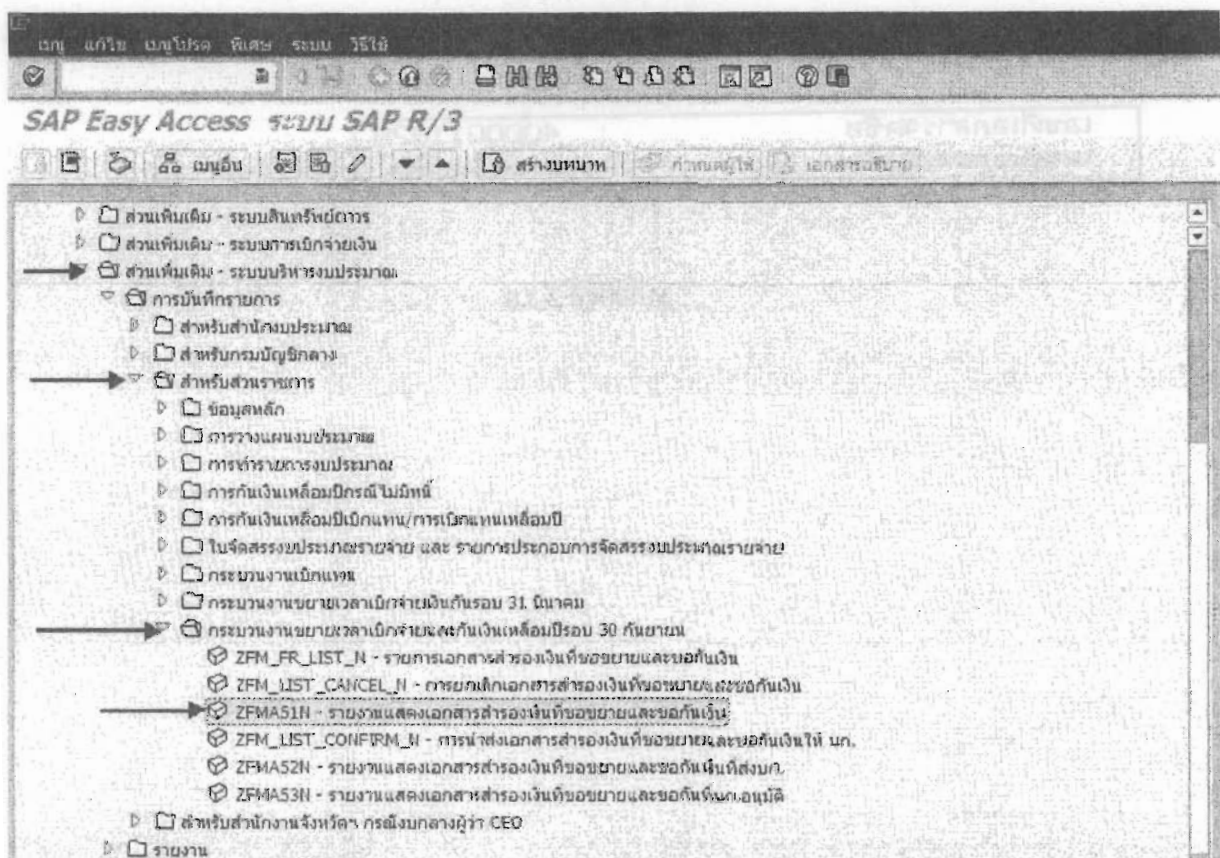 เมนู แก้ไข เมนูโปรด พิเศษ ระบบ วิธีใช้
SAP Easy Access ระบบ SAP R/3
เมนูอื่น สร้างบทบาท กำหนดผู้ใช้ เอกสารอธิบาย
ส่วนเพิ่มเติม - ระบบสินทรัพย์ถาวร
ส่วนเพิ่มเติม - ระบบการเบิกจ่ายเงิน
ส่วนเพิ่มเติม - ระบบบริหารงบประมาณ
การบันทึกรายการ
สำหรับสำนักงบประมาณ
สำหรับกรมบัญชีกลาง
สำหรับส่วนราชการ
ข้อมูลหลัก
การวางแผนงบประมาณ
การทำรายการงบประมาณ
การกันเงินเหลื่อมปีกรณีไม่มีหนี้
การกันเงินเหลื่อมปีเบิกแทน/การเบิกแทนเหลื่อมปี
ใบจัดสรรงบประมาณรายจ่าย และ รายการประกอบการจัดสรรงบประมาณรายจ่าย
กระบวนงานเบิกแทน
กระบวนงานขยายเวลาเบิกจ่ายเงินกันรอบ 31 มีนาคม
กระบวนงานขยายเวลาเบิกจ่ายและกันเงินเหลื่อมปีรอบ 30 กันยายน
ZFM_FR_LIST_N - รายการเอกสารสำรองเงินที่ขอขยายและขอกันเงิน
ZFM_LIST_CANCEL_N - การยกเลิกเอกสารสำรองเงินที่ขอขยายและขอกันเงิน
ZFMA51N - รายงานแสดงเอกสารสำรองเงินที่ขอขยายและขอกันเงิน
ZFM_LIST_CONFIRM_N - การนำส่งเอกสารสำรองเงินที่ขอขยายและขอกันเงินให้ บก.
ZFMA52N - รายงานแสดงเอกสารสำรองเงินที่ขอขยายและขอกันเงินที่ส่งบก.
ZFMA53N - รายงานแสดงเอกสารสำรองเงินที่ขอขยายและขอกันที่บก.อนุมัติ
สำหรับสำนักงานจังหวัดฯ กรณีงบกลางผู้ว่า CEO
รายงาน